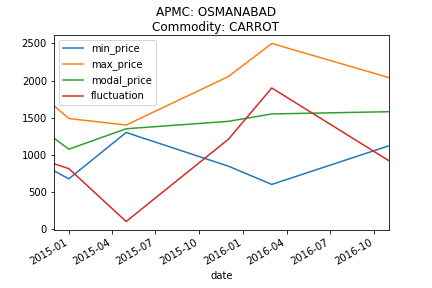 APMC: OSMANABAD
Commodity: CARROT
2500
2000
1500
1000
500
0
min_price
max_price
modal_price
fluctuation
2015-01
2015-04
2015-07
2015-10
2016-01
2016-04
2016-07
2016-10
date